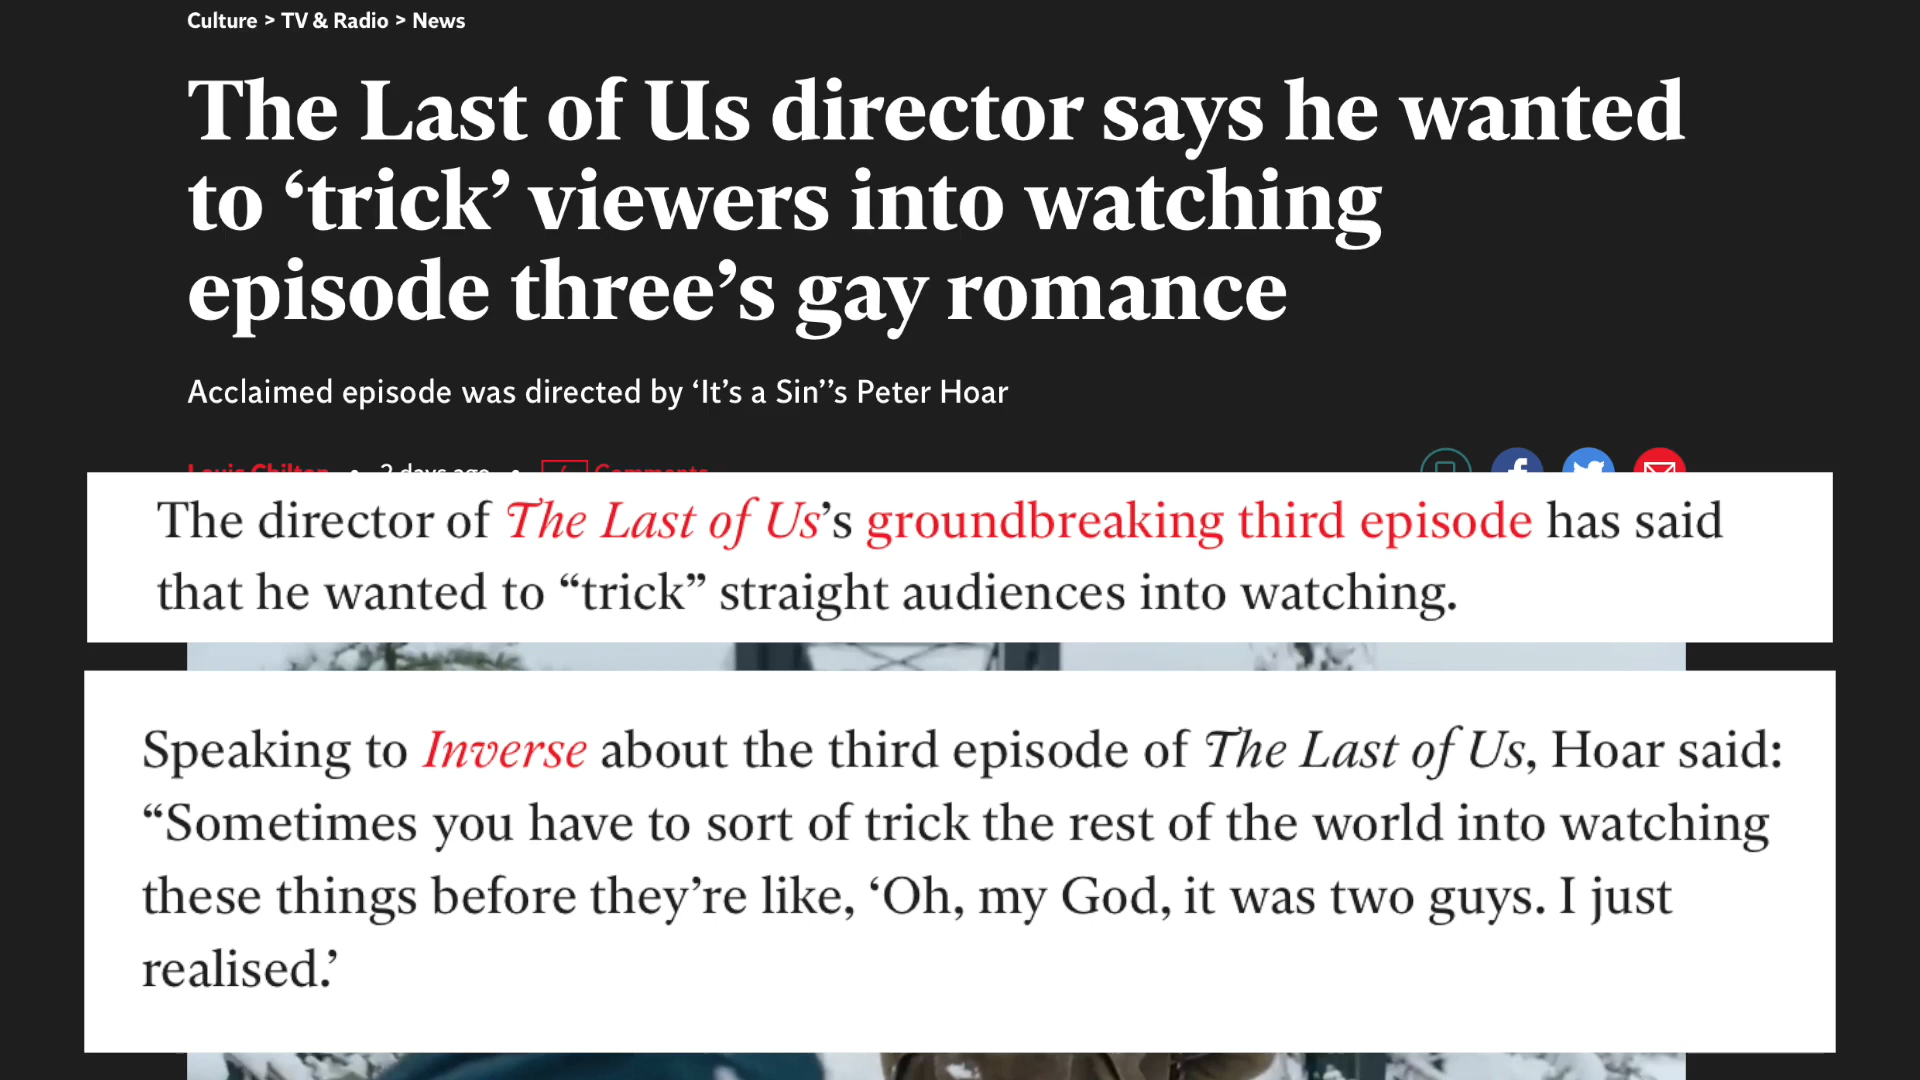 Culture > TV & Radio > News
The Last of Us director says he wanted
to ‘trick’ viewers into watching
episode three’s gay romance
Acclaimed episode was directed by ‘It’s a Sin’’s Peter Hoar
Louis Chilton • 2 days ago • Comments
The director of The Last of Us’s groundbreaking third episode has said
that he wanted to “trick” straight audiences into watching.
Speaking to Inverse about the third episode of The Last of Us, Hoar said:
“Sometimes you have to sort of trick the rest of the world into watching
these things before they’re like, ‘Oh, my God, it was two guys. I just
realised.’